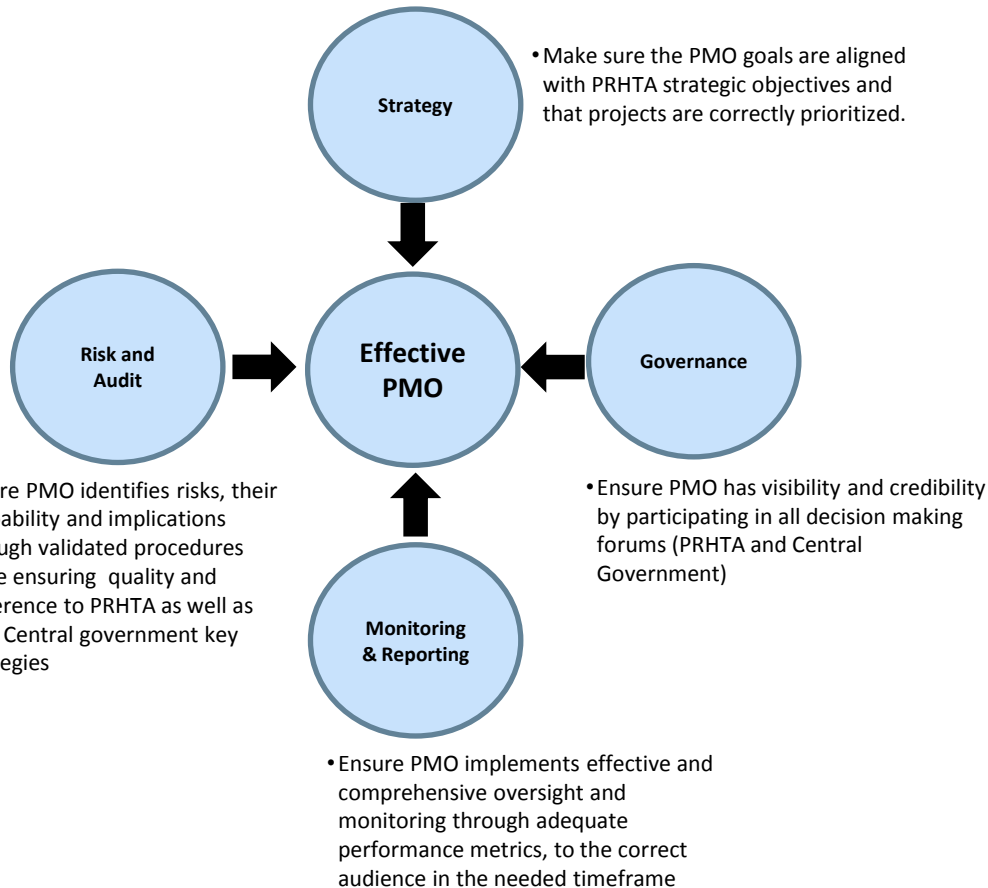 Strategy
• Make sure the PMO goals are aligned
with PRHTA strategic objectives and
that projects are correctly prioritized.
Risk and
Audit
Effective
PMO
Governance
re PMO identifies risks, their
ability and implications
ugh validated procedures
e ensuring quality and
erence to PRHTA as well as
Central government key
egies
• Ensure PMO has visibility and credibility
by participating in all decision making
forums (PRHTA and Central
Government)
Monitoring
& Reporting
• Ensure PMO implements effective and
comprehensive oversight and
monitoring through adequate
performance metrics, to the correct
audience in the needed timeframe